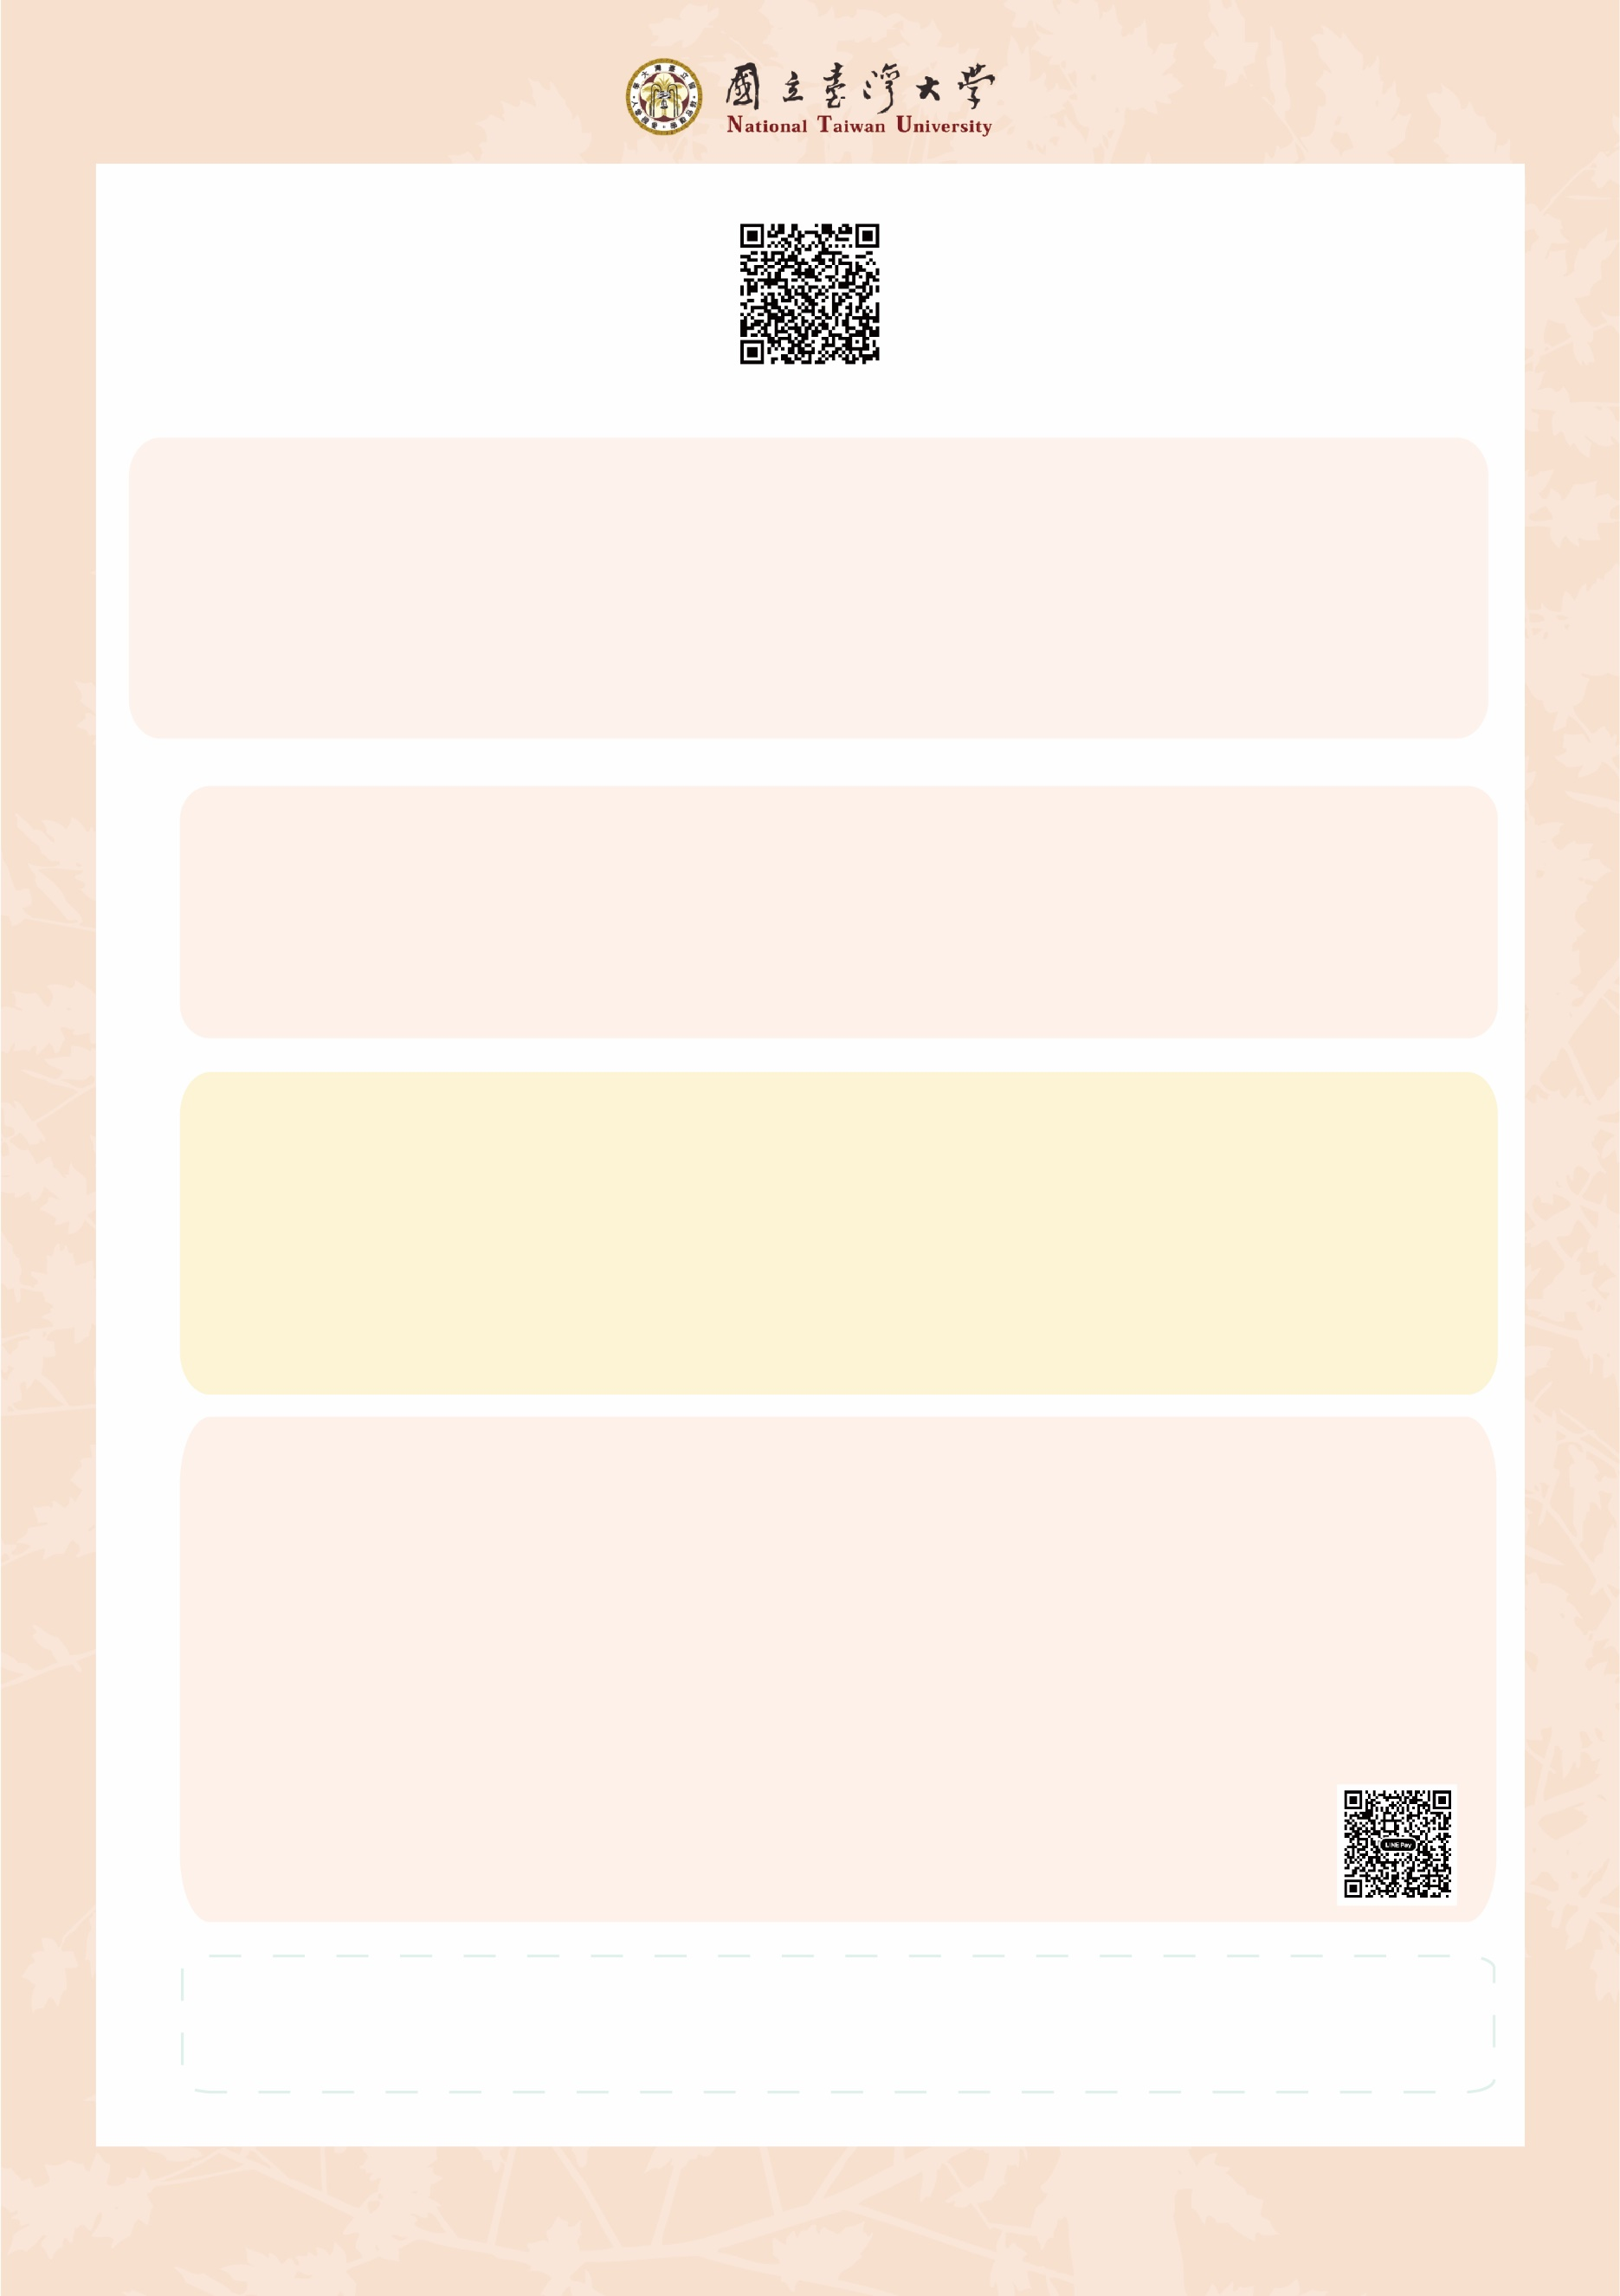 國立臺灣大學
National Taiwan University
LINE Pay